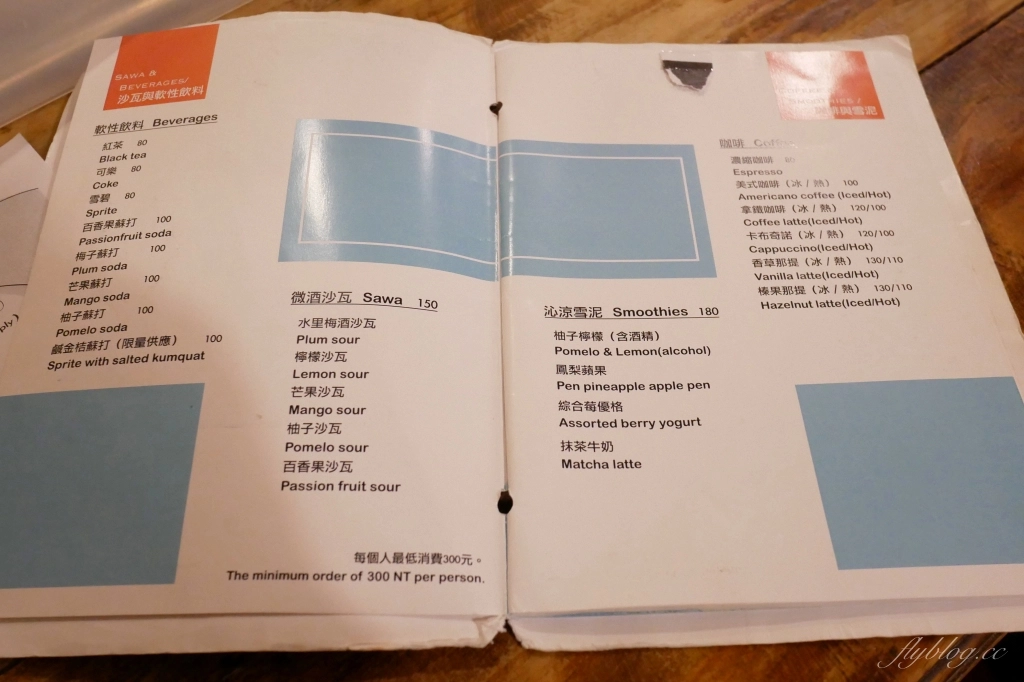 SAWA &
BEVERAGES/
沙瓦與軟性飲料
軟性飲料 Beverages
紅茶 80
Black tea
可樂 80
Coke
雪碧 80
Sprite
百香果蘇打 100
Passionfruit soda
梅子蘇打 100
Plum soda
芒果蘇打 100
Mango soda
柚子蘇打 100
Pomelo soda
鹹金桔蘇打（限量供應） 100
Sprite with salted kumquat
微酒沙瓦 Sawa 150
水里梅酒沙瓦
Plum sour
檸檬沙瓦
Lemon sour
芒果沙瓦
Mango sour
柚子沙瓦
Pomelo sour
百香果沙瓦
Passion fruit sour
每個人最低消費300元。
The minimum order of 300 NT per person.
SMOOTHIES /
啡與雪泥
沁涼雪泥 Smoothies 180
柚子檸檬（含酒精）
Pomelo & Lemon(alcohol)
鳳梨蘋果
Pen pineapple apple pen
綜合莓優格
Assorted berry yogurt
抹茶牛奶
Matcha latte
咖啡 Coffee
濃縮咖啡 80
Espresso
美式咖啡（冰 / 熱） 100
Americano coffee (Iced/Hot)
拿鐵咖啡（冰 / 熱） 120/100
Coffee latte(Iced/Hot)
卡布奇諾（冰 / 熱） 120/100
Cappuccino(Iced/Hot)
香草那提（冰 / 熱） 130/110
Vanilla latte(Iced/Hot)
榛果那提（冰 / 熱） 130/110
Hazelnut latte(Iced/Hot)
flyblog.cc